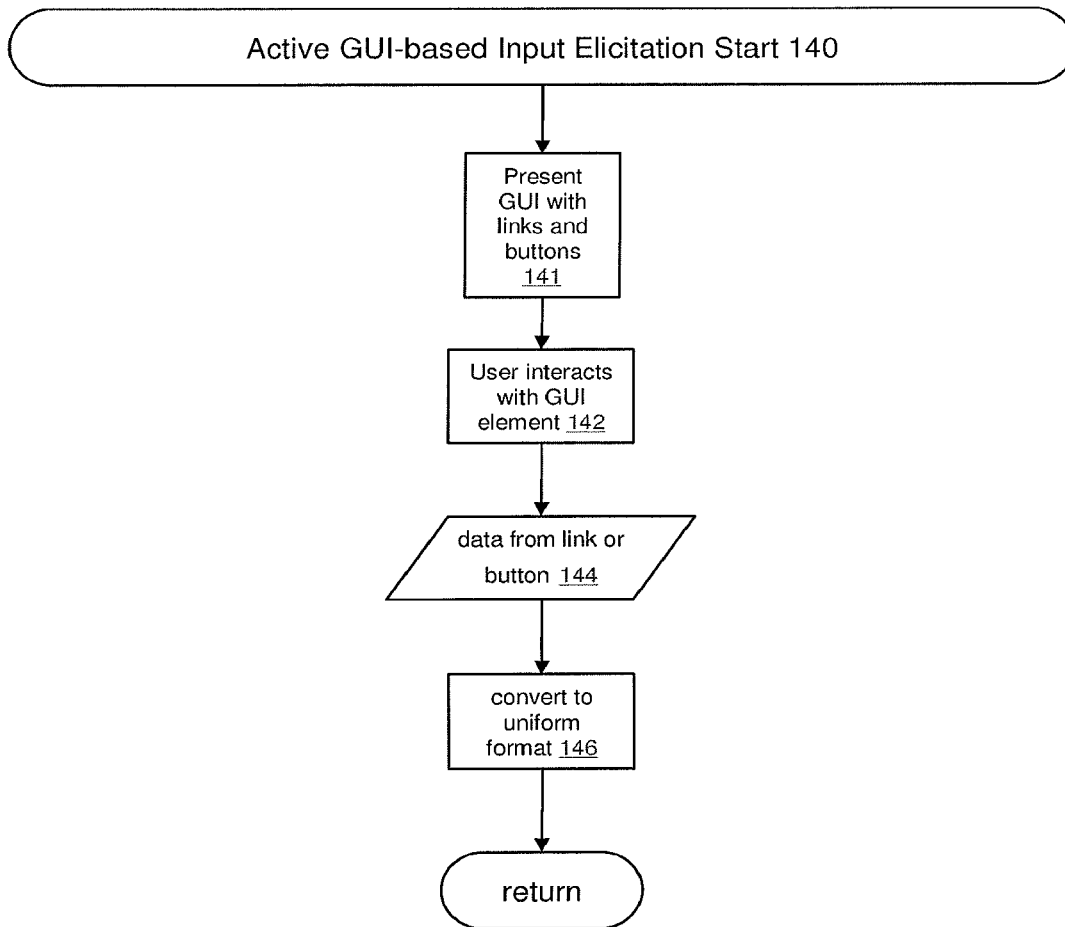 Active GUI-based Input Elicitation Start 140
Present
GUI with
links and
buttons
141
User interacts
with GUI
element 142
data from link or
button 144
convert to
uniform
format 146
return